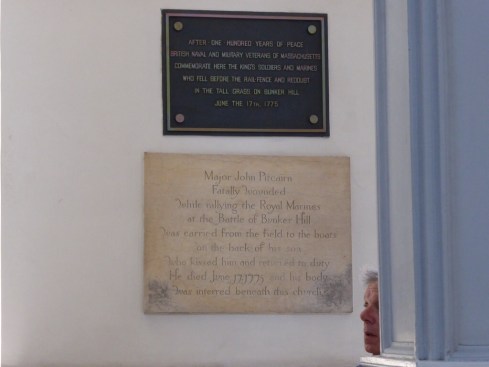 AFTER ONE HUNDRED YEARS OF PEACE
BRITISH NAVAL AND MILITARY VETERANS OF MASSACHUSETTS
COMMEMORATE HERE THE KING'S SOLDIERS AND MARINES
WHO FELL BEFORE THE RAIL-FENCE AND REDOUBT
IN THE TALL GRASS ON BUNKER HILL
JUNE THE 17TH, 1775
Major John Pitcairn
Fatally Wounded
While rallying the Royal Marines
at the Battle of Bunker Hill
Was carried from the field to the boats
on the back of his son
Who kissed him and returned to duty
He died June 17, 1775 and his body
Was interred beneath this church